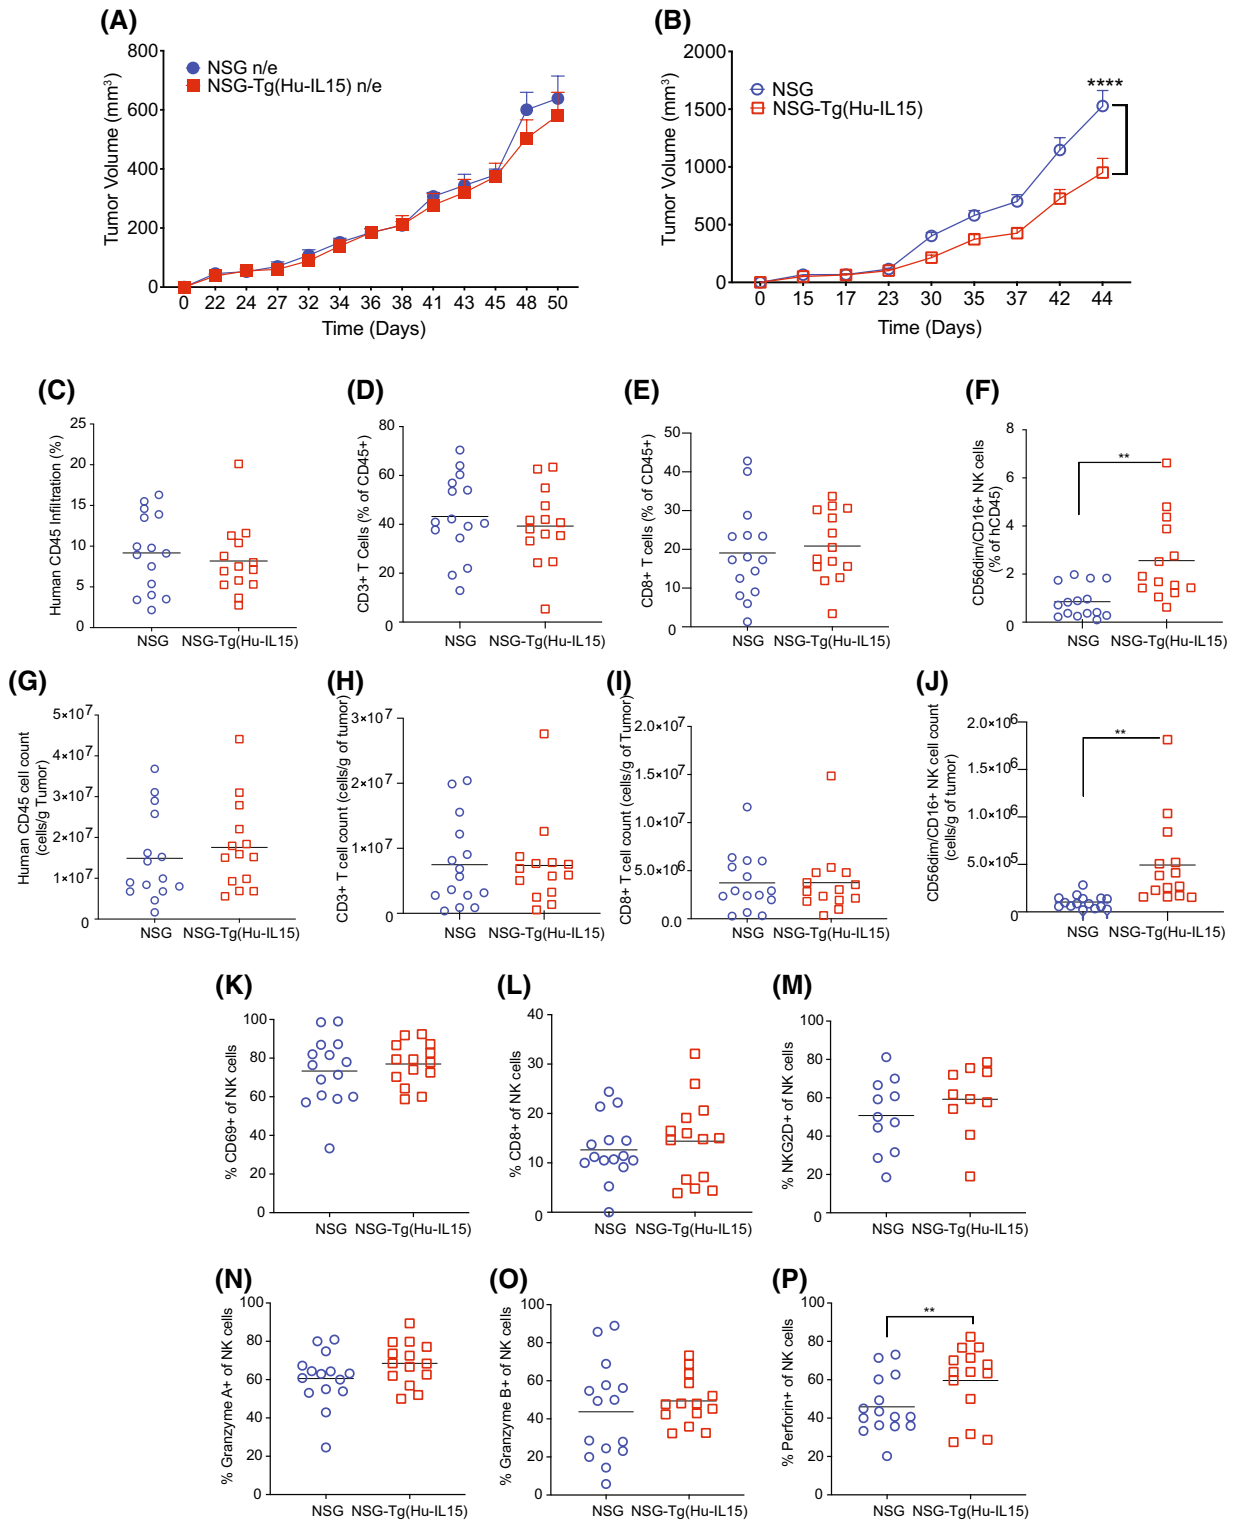 (A)
Tumor Volume (mm³)
800
600
400
200
0
NSG n/e
NSG-Tg(Hu-IL15) n/e
0 22 24 27 32 34 36 38 41 43 45 48 50
Time (Days)
(B)
Tumor Volume (mm³)
2000
1500
1000
500
0
NSG
NSG-Tg(Hu-IL15)
****
0 15 17 23 30 35 37 42 44
Time (Days)
(C)
Human CD45 Infiltration (%)
25
20
15
10
5
0
NSG NSG-Tg(Hu-IL15)
(D)
CD3+ T Cells (% of CD45+)
80
60
40
20
0
NSG NSG-Tg(Hu-IL15)
(E)
CD8+ T cells (% of CD45+)
50
40
30
20
10
0
NSG NSG-Tg(Hu-IL15)
(F)
CD56dim/CD16+ NK cells
(% of hCD45)
8
6
4
2
0
**
NSG NSG-Tg(Hu-IL15)
(G)
Human CD45 cell count
(cells/g Tumor)
5×10⁷
4×10⁷
3×10⁷
2×10⁷
1×10⁷
0
NSG NSG-Tg(Hu-IL15)
(H)
CD3+ T cell count (cells/g of tumor)
3×10⁷
2×10⁷
1×10⁷
0
NSG NSG-Tg(Hu-IL15)
(I)
CD8+ T cell count (cells/g of Tumor)
2.0×10⁷
1.5×10⁷
1.0×10⁷
5.0×10⁶
0.0
NSG NSG-Tg(Hu-IL15)
(J)
CD56dim/CD16+ NK cell count
(cells/g of tumor)
2.0×10⁶
1.5×10⁶
1.0×10⁶
5.0×10⁵
0
**
NSG NSG-Tg(Hu-IL15)
(K)
% CD69+ of NK cells
100
80
60
40
20
0
NSG NSG-Tg(Hu-IL15)
(L)
% CD8+ of NK cells
40
30
20
10
0
NSG NSG-Tg(Hu-IL15)
(M)
% NKG2D+ of NK cells
100
80
60
40
20
0
NSG NSG-Tg(Hu-IL15)
(N)
% Granzyme A+ of NK cells
100
80
60
40
20
0
NSG NSG-Tg(Hu-IL15)
(O)
% Granzyme B+ of NK cells
100
80
60
40
20
0
NSG NSG-Tg(Hu-IL15)
(P)
% Perforin+ of NK cells
100
80
60
40
20
0
**
NSG NSG-Tg(Hu-IL15)